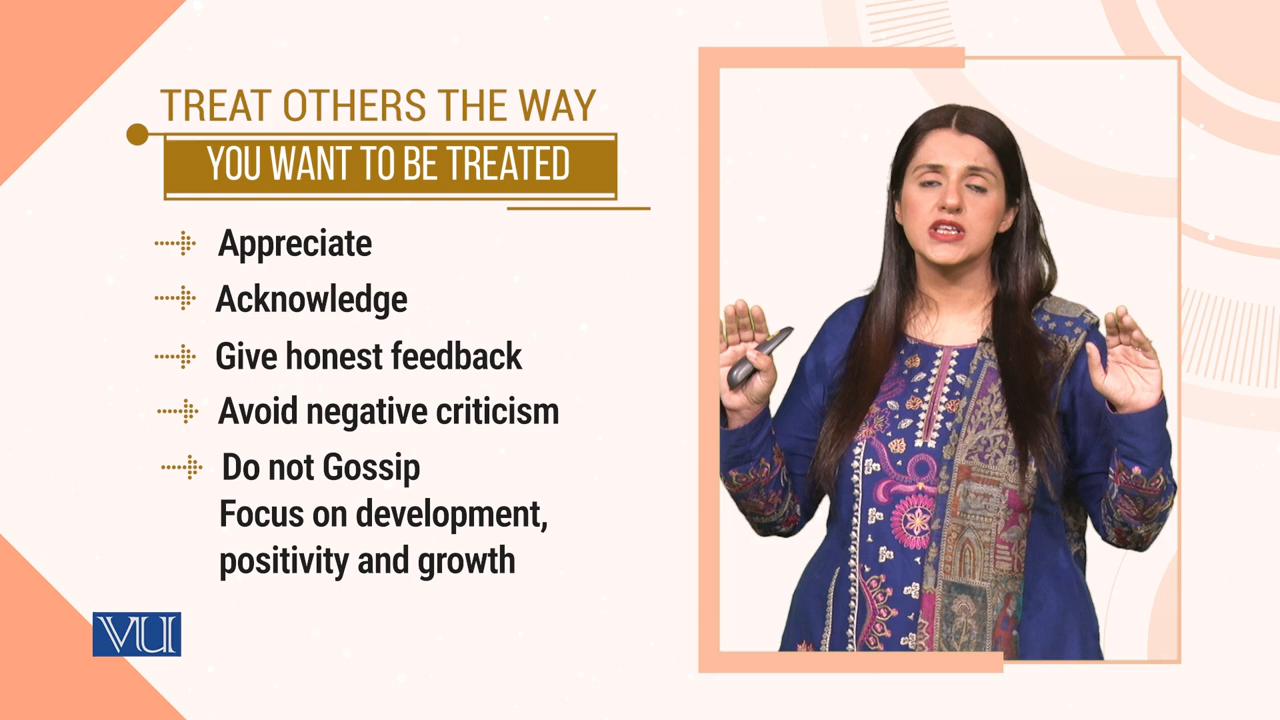 TREAT OTHERS THE WAY
YOU WANT TO BE TREATED
Appreciate
Acknowledge
Give honest feedback
Avoid negative criticism
Do not Gossip
Focus on development,
positivity and growth
VU